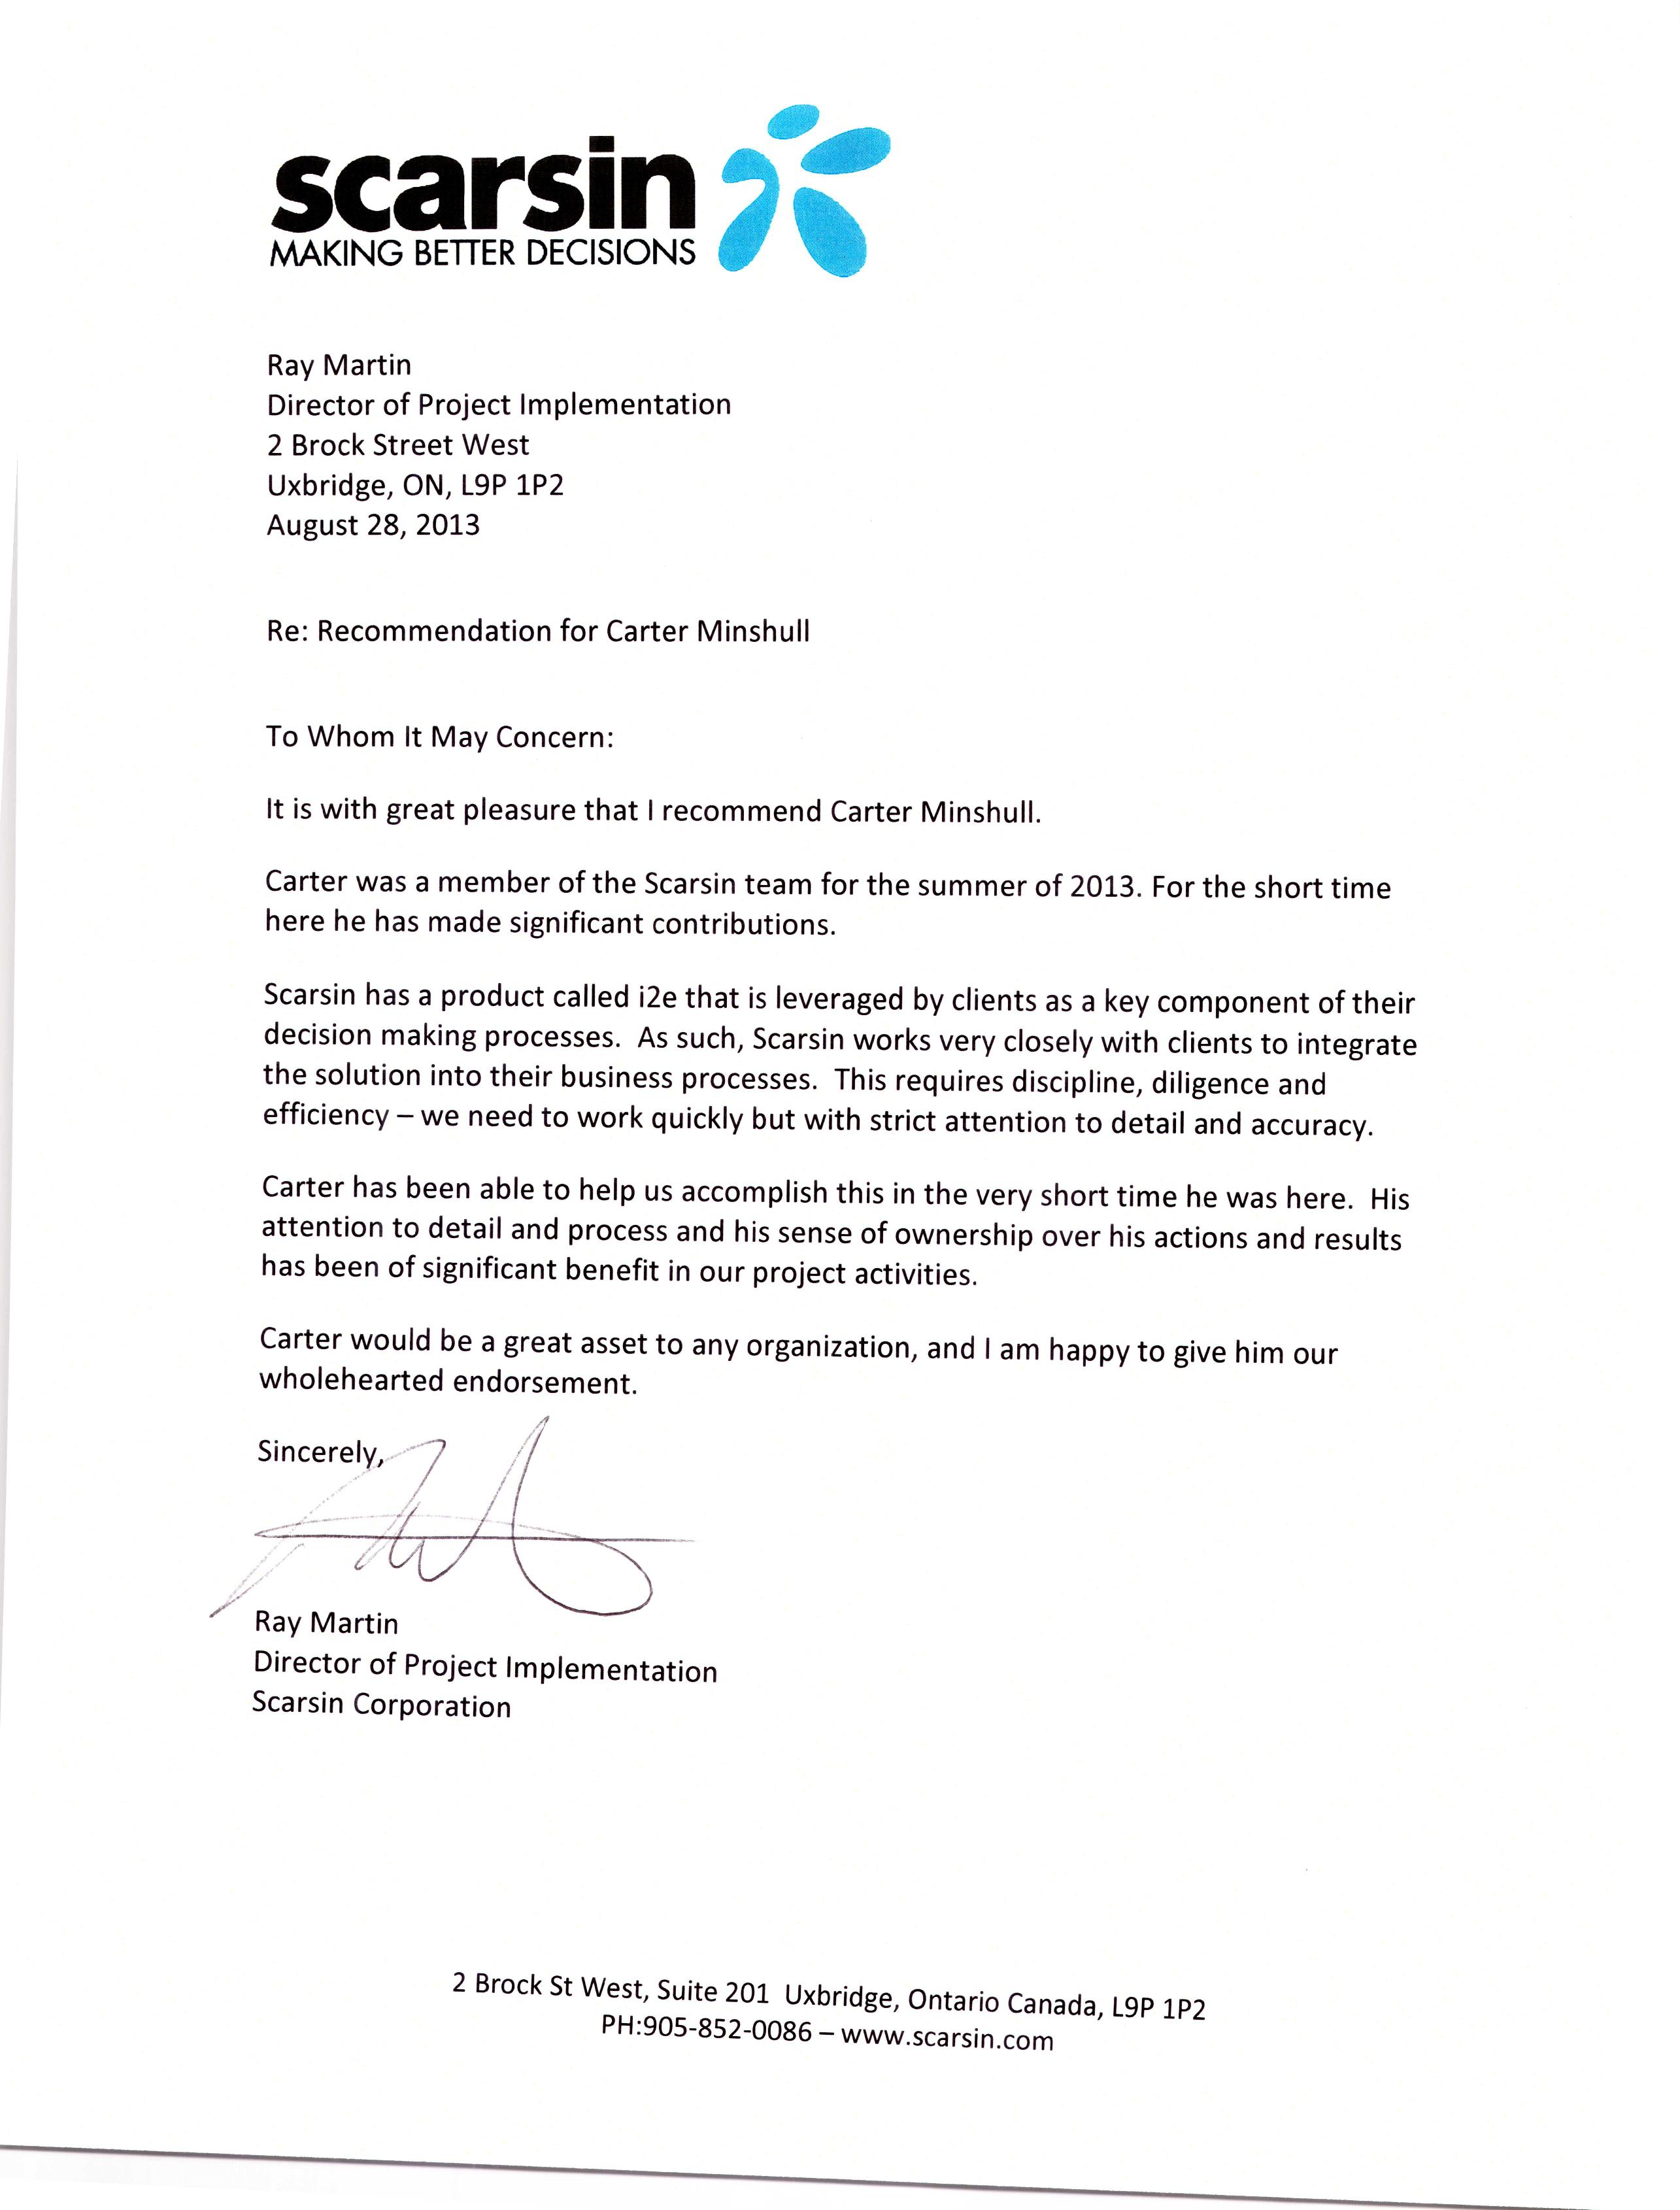 scarsin
MAKING BETTER DECISIONS
Ray Martin
Director of Project Implementation
2 Brock Street West
Uxbridge, ON, L9P 1P2
August 28, 2013
Re: Recommendation for Carter Minshull
To Whom It May Concern:
It is with great pleasure that I recommend Carter Minshull.
Carter was a member of the Scarsin team for the summer of 2013. For the short time
here he has made significant contributions.
Scarsin has a product called i2e that is leveraged by clients as a key component of their
decision making processes.  As such, Scarsin works very closely with clients to integrate
the solution into their business processes.  This requires discipline, diligence and
efficiency – we need to work quickly but with strict attention to detail and accuracy.
Carter has been able to help us accomplish this in the very short time he was here.  His
attention to detail and process and his sense of ownership over his actions and results
has been of significant benefit in our project activities.
Carter would be a great asset to any organization, and I am happy to give him our
wholehearted endorsement.
Sincerely,
Ray Martin
Director of Project Implementation
Scarsin Corporation
2 Brock St West, Suite 201  Uxbridge, Ontario Canada, L9P 1P2
PH:905-852-0086 – www.scarsin.com